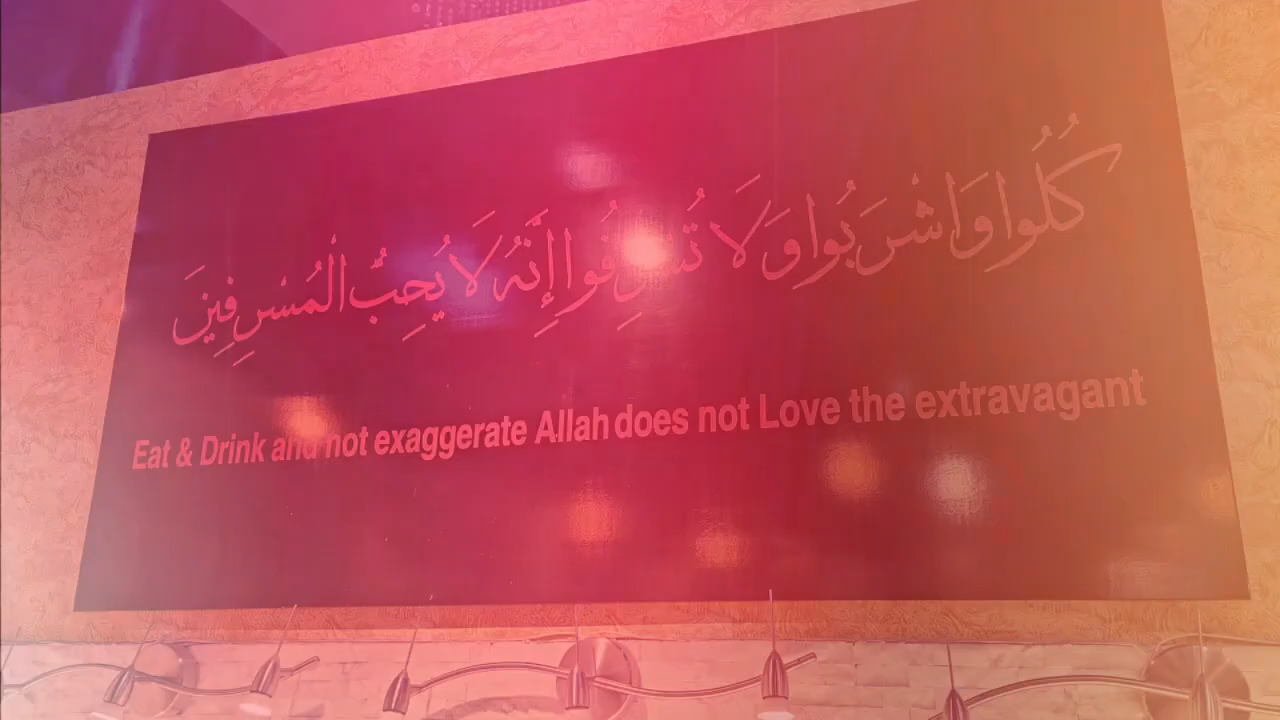 كُلُوا وَاشْرَبُوا وَلَا تُسْرِفُوا إِنَّهُ لَا يُحِبُّ الْمُسْرِفِينَ
Eat & Drink and not exaggerate Allah does not Love the extravagant